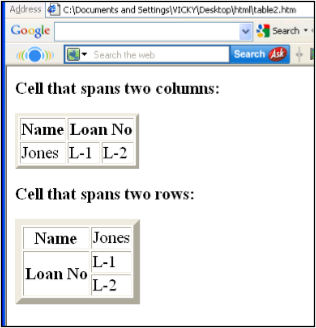 Address C:\Documents and Settings\VICKY\Desktop\html\table2.htm
Google Search
Search the web Search Ask
Cell that spans two columns:
Name Loan No
Jones L-1 L-2
Cell that spans two rows:
Name Jones
Loan No L-1
L-2